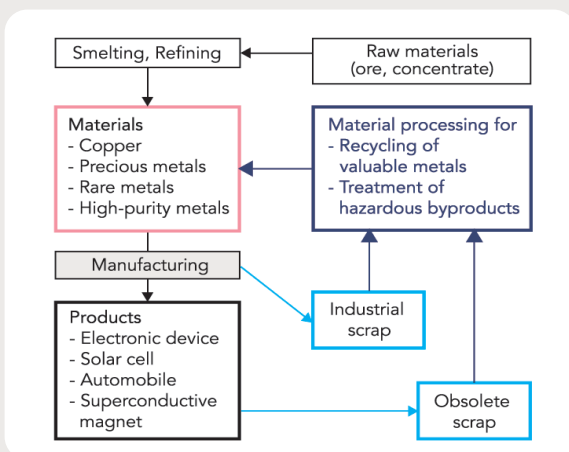 Smelting, Refining
Raw materials
(ore, concentrate)
Materials
- Copper
- Precious metals
- Rare metals
- High-purity metals
Material processing for
- Recycling of
valuable metals
- Treatment of
hazardous byproducts
Manufacturing
Industrial
scrap
Products
- Electronic device
- Solar cell
- Automobile
- Superconductive
magnet
Obsolete
scrap